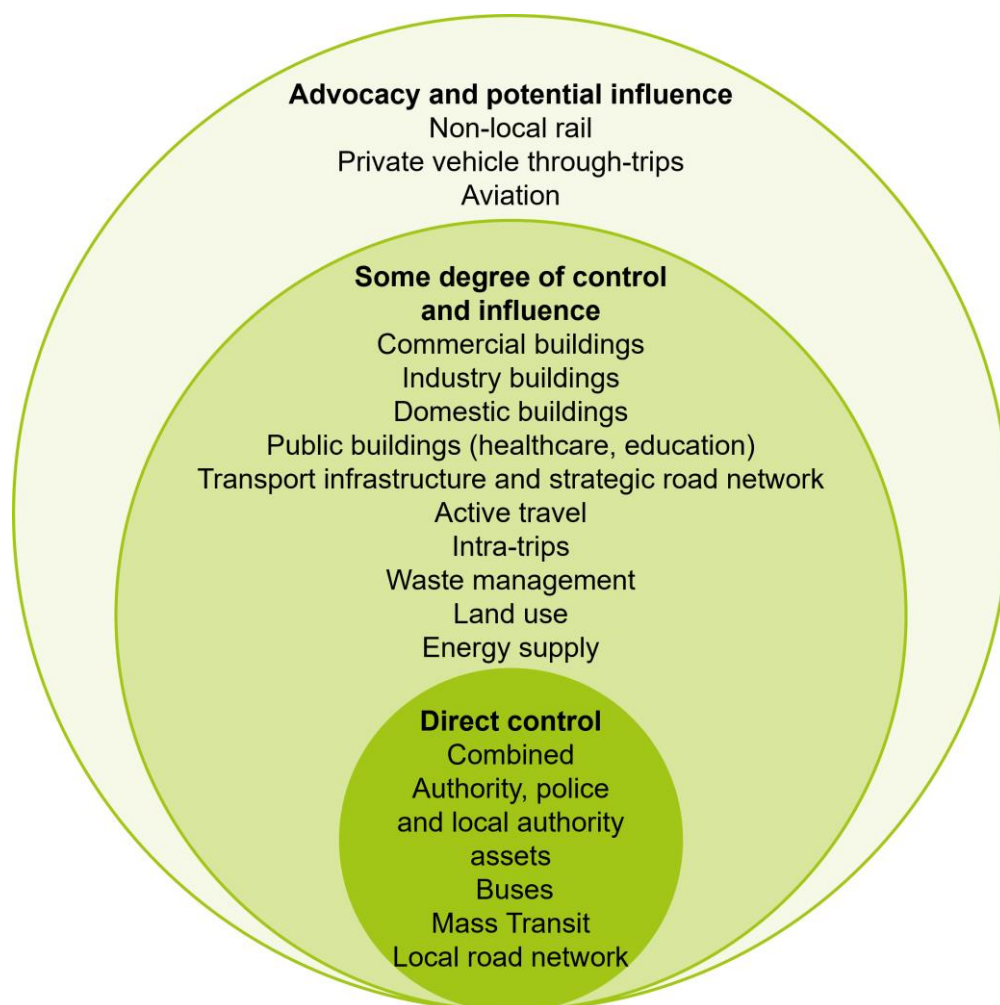 Advocacy and potential influence
Non-local rail
Private vehicle through-trips
Aviation
Some degree of control
and influence
Commercial buildings
Industry buildings
Domestic buildings
Public buildings (healthcare, education)
Transport infrastructure and strategic road network
Active travel
Intra-trips
Waste management
Land use
Energy supply
Direct control
Combined
Authority, police
and local authority
assets
Buses
Mass Transit
Local road network